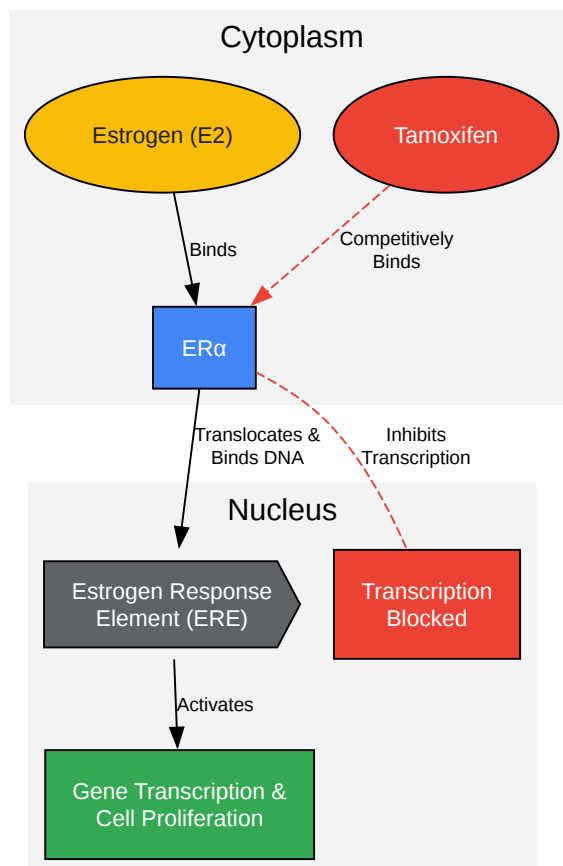 Cytoplasm
Estrogen (E2)
Tamoxifen
Binds
Competitively
Binds
ERα
Translocates &
Binds DNA
Inhibits
Transcription
Nucleus
Estrogen Response
Element (ERE)
Transcription
Blocked
Activates
Gene Transcription &
Cell Proliferation